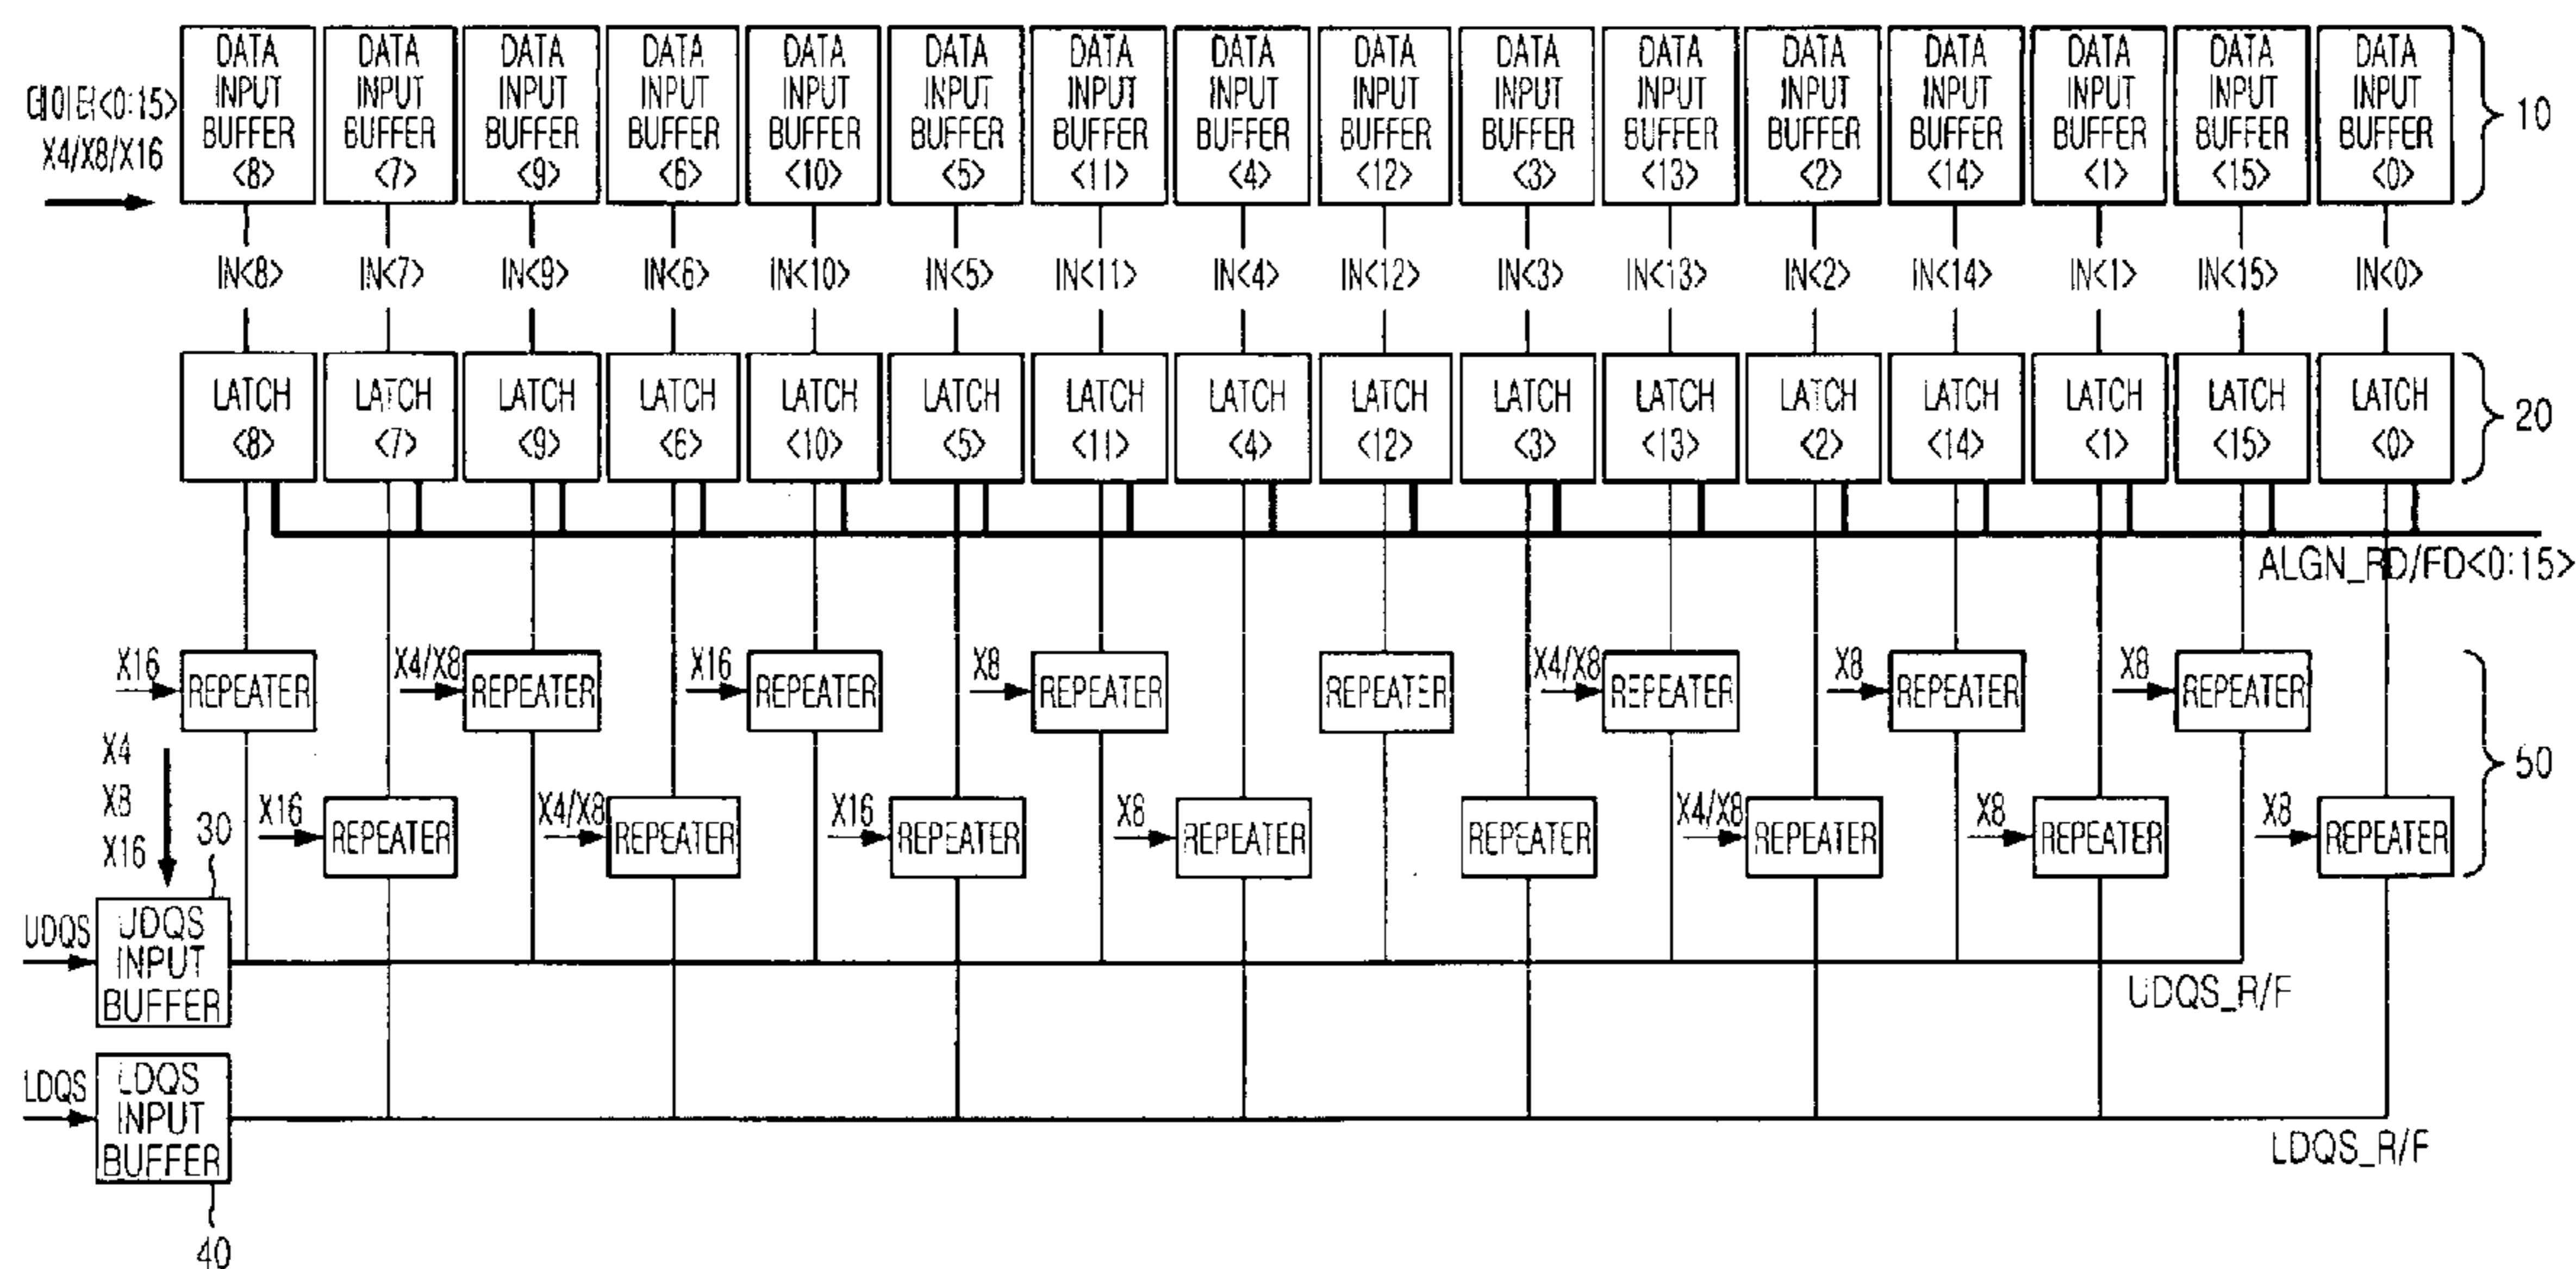 DATA INPUT BUFFER <8>
DATA INPUT BUFFER <7>
DATA INPUT BUFFER <9>
DATA INPUT BUFFER <6>
DATA INPUT BUFFER <10>
DATA INPUT BUFFER <5>
DATA INPUT BUFFER <11>
DATA INPUT BUFFER <4>
DATA INPUT BUFFER <12>
DATA INPUT BUFFER <3>
DATA INPUT BUFFER <13>
DATA INPUT BUFFER <2>
DATA INPUT BUFFER <14>
DATA INPUT BUFFER <1>
DATA INPUT BUFFER <15>
DATA INPUT BUFFER <0>
10
X4/X8/X16
IN<8> IN<7> IN<9> IN<6> IN<10> IN<5> IN<11> IN<4> IN<12> IN<3> IN<13> IN<2> IN<14> IN<1> IN<15> IN<0>
LATCH <8>
LATCH <7>
LATCH <9>
LATCH <6>
LATCH <10>
LATCH <5>
LATCH <11>
LATCH <4>
LATCH <12>
LATCH <3>
LATCH <13>
LATCH <2>
LATCH <14>
LATCH <1>
LATCH <15>
LATCH <0>
20
ALGN_RD/FD<0:15>
X16 REPEATER X4/X8 REPEATER X16 REPEATER X8 REPEATER REPEATER X4/X8 REPEATER X8 REPEATER X8 REPEATER
50
X4
X8
X16
X16 REPEATER X4/X8 REPEATER X16 REPEATER X8 REPEATER REPEATER X4/X8 REPEATER X8 REPEATER X8 REPEATER
30
UDQS
UDQS
INPUT
BUFFER
UDQS_R/F
LDQS
LDQS
INPUT
BUFFER
LDQS_R/F
40